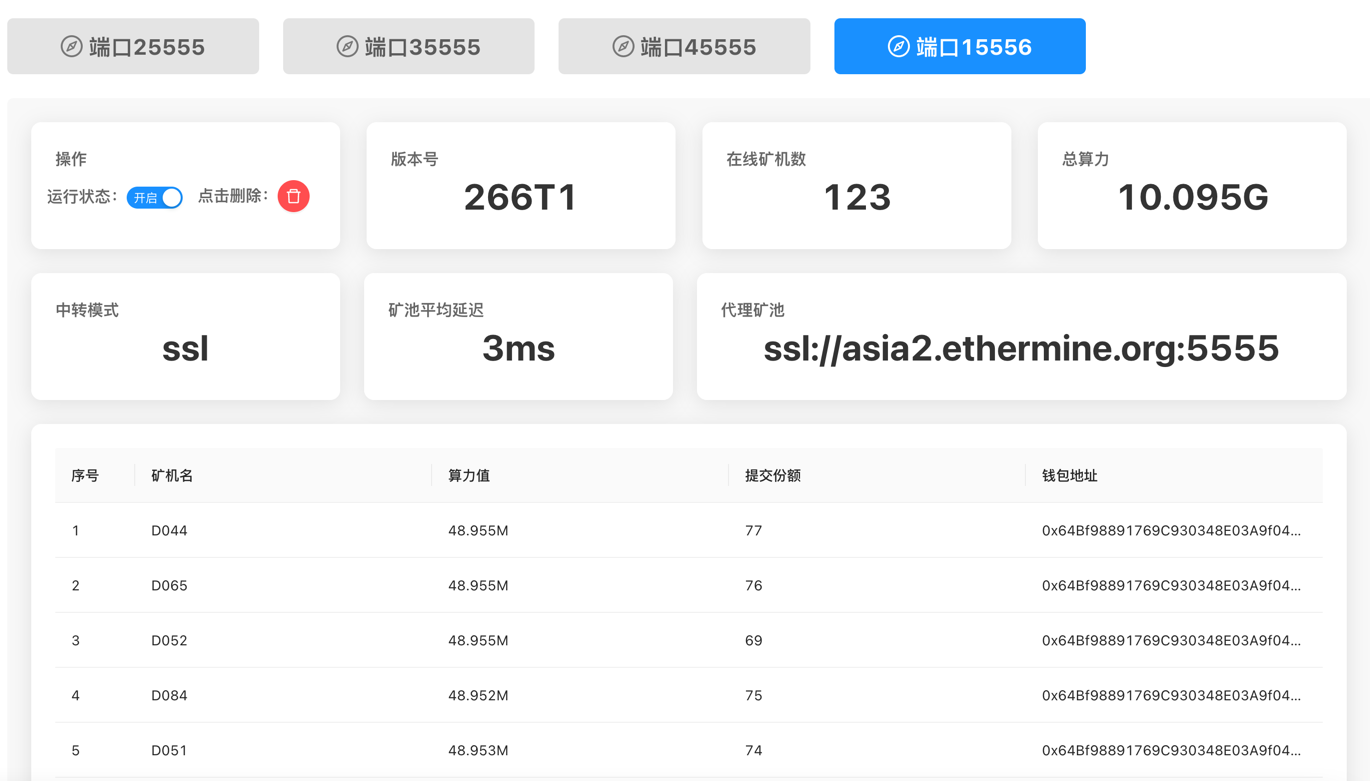 端口25555 端口35555 端口45555 端口15556
操作 版本号 在线矿机数 总算力
运行状态： 开启 点击删除： 266T1 123 10.095G
中转模式 矿池平均延迟 代理矿池
ssl 3ms ssl://asia2.ethermine.org:5555
序号 矿机名 算力值 提交份额 钱包地址
1 D044 48.955M 77 0x64Bf98891769C930348E03A9f04...
2 D065 48.955M 76 0x64Bf98891769C930348E03A9f04...
3 D052 48.955M 69 0x64Bf98891769C930348E03A9f04...
4 D084 48.952M 75 0x64Bf98891769C930348E03A9f04...
5 D051 48.953M 74 0x64Bf98891769C930348E03A9f04...